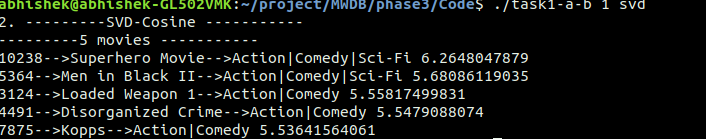 abhishek@abhishek-GL502VMK:~/project/MWDB/phase3/Code$ ./task1-a-b 1 svd
2. ---------SVD-Cosine -----------
---------5 movies -----------
10238-->Superhero Movie-->Action|Comedy|Sci-Fi 6.2648047879
5364-->Men in Black II-->Action|Comedy|Sci-Fi 5.68086119035
3124-->Loaded Weapon 1-->Action|Comedy 5.55817499831
4491-->Disorganized Crime-->Action|Comedy 5.5479088074
7875-->Kopps-->Action|Comedy 5.53641564061